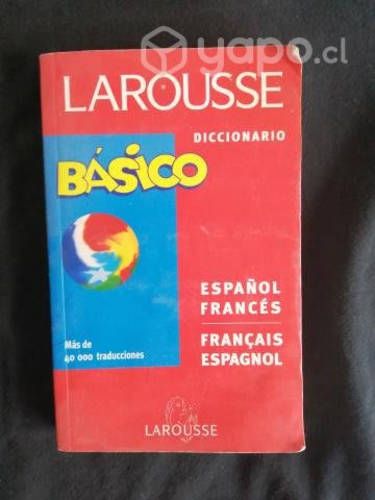 yapo.cl
LAROUSSE
DICCIONARIO
BÁSICO
ESPAÑOL
FRANCÉS
FRANÇAIS
ESPAGNOL
Más de
40 000 traducciones
LAROUSSE